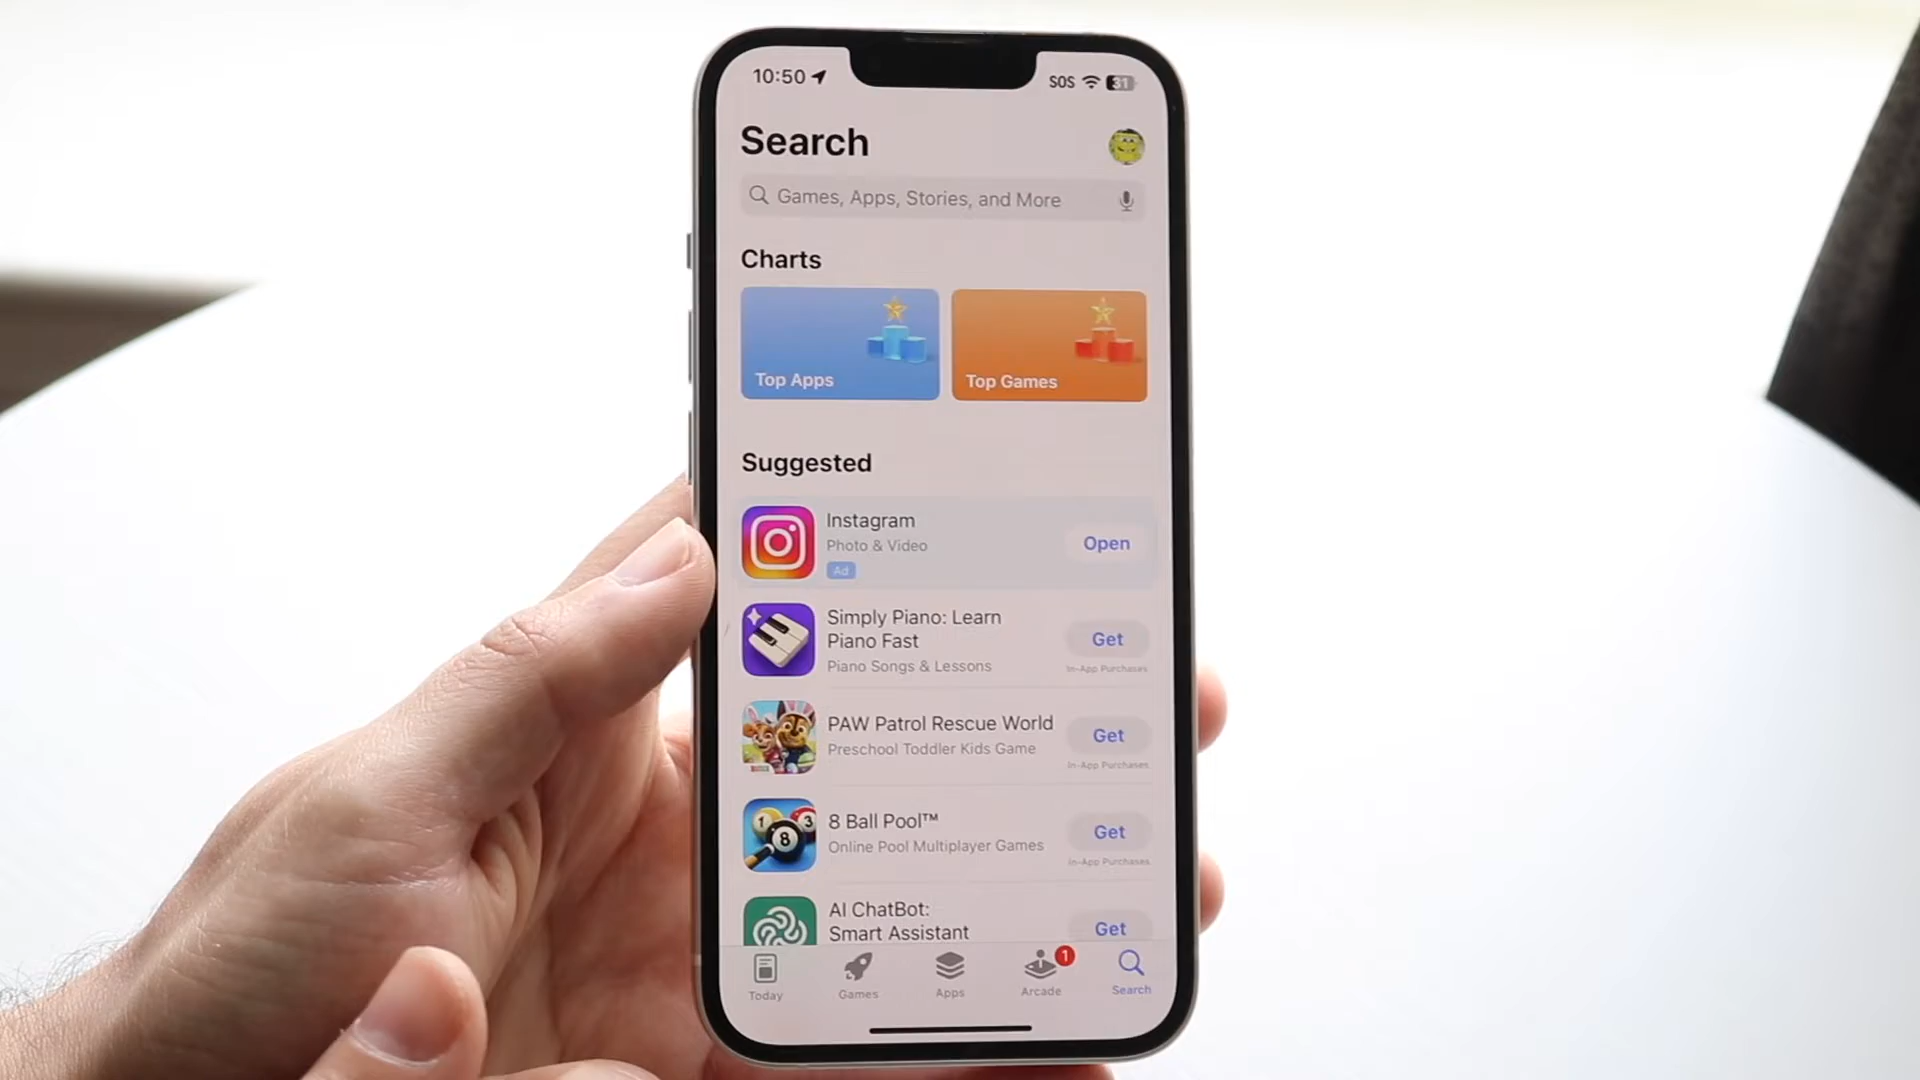 10:50
SOS
31
Search
Games, Apps, Stories, and More
Charts
Top Apps
Top Games
Suggested
Instagram
Photo & Video
Ad
Open
Simply Piano: Learn
Piano Fast
Piano Songs & Lessons
Get
In-App Purchases
PAW Patrol Rescue World
Preschool Toddler Kids Game
Get
In-App Purchases
1
3
8
8 Ball Pool™
Online Pool Multiplayer Games
Get
In-App Purchases
AI ChatBot:
Smart Assistant
Get
Today
Games
Apps
1
Arcade
Search